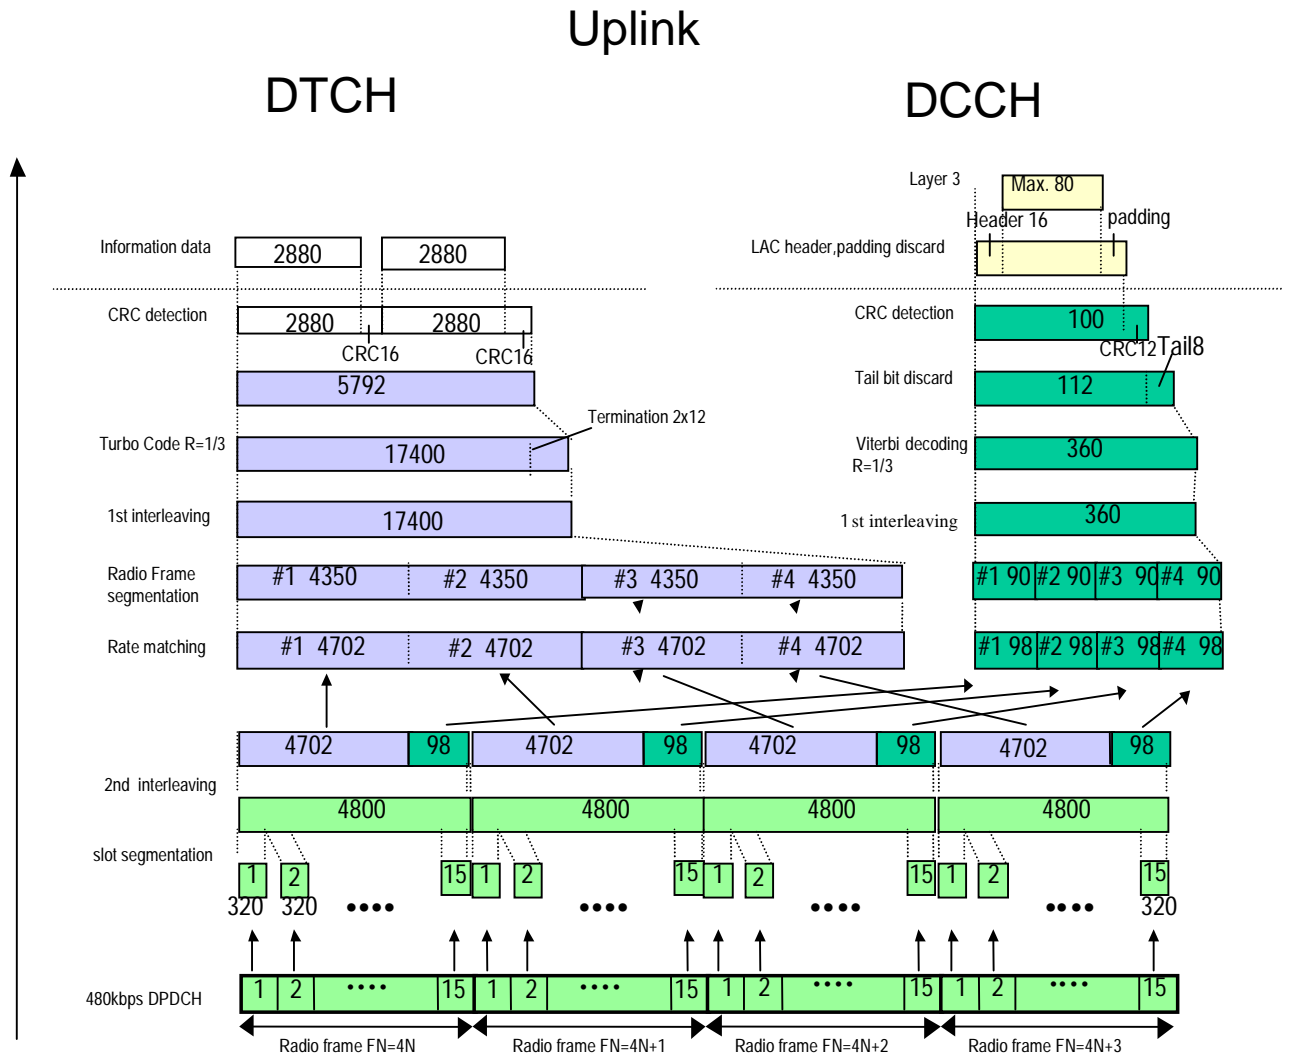 Uplink
DTCH
DCCH
Layer 3
Max. 80
Header 16
padding
Information data
2880
2880
LAC header,padding discard
CRC detection
2880
2880
CRC detection
100
CRC16
CRC16
CRC12
Tail8
5792
Tail bit discard
112
Termination 2x12
Turbo Code R=1/3
17400
Viterbi decoding
R=1/3
360
1st interleaving
17400
1st interleaving
360
Radio Frame
segmentation
#1 4350
#2 4350
#3 4350
#4 4350
#1 90
#2 90
#3 90
#4 90
Rate matching
#1 4702
#2 4702
#3 4702
#4 4702
#1 98
#2 98
#3 98
#4 98
4702
98
4702
98
4702
98
4702
98
2nd interleaving
4800
4800
4800
4800
slot segmentation
1
2
15
1
2
15
1
2
15
1
2
15
320
320
320
480kbps DPDCH
1
2
15
1
2
15
1
2
15
1
2
15
Radio frame FN=4N
Radio frame FN=4N+1
Radio frame FN=4N+2
Radio frame FN=4N+3